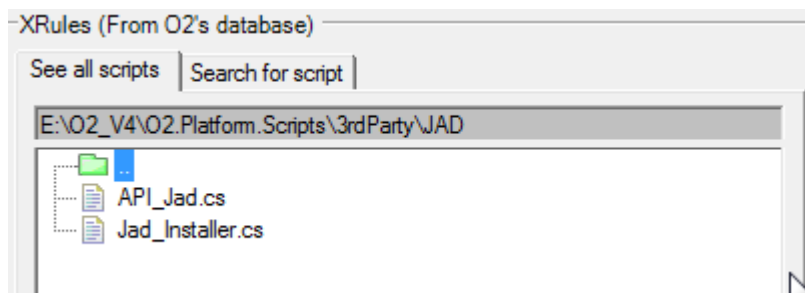 XRules (From O2's database)
See all scripts Search for script
E:\O2_V4\O2.Platform.Scripts\3rdParty\JAD
..
API_Jad.cs
Jad_Installer.cs